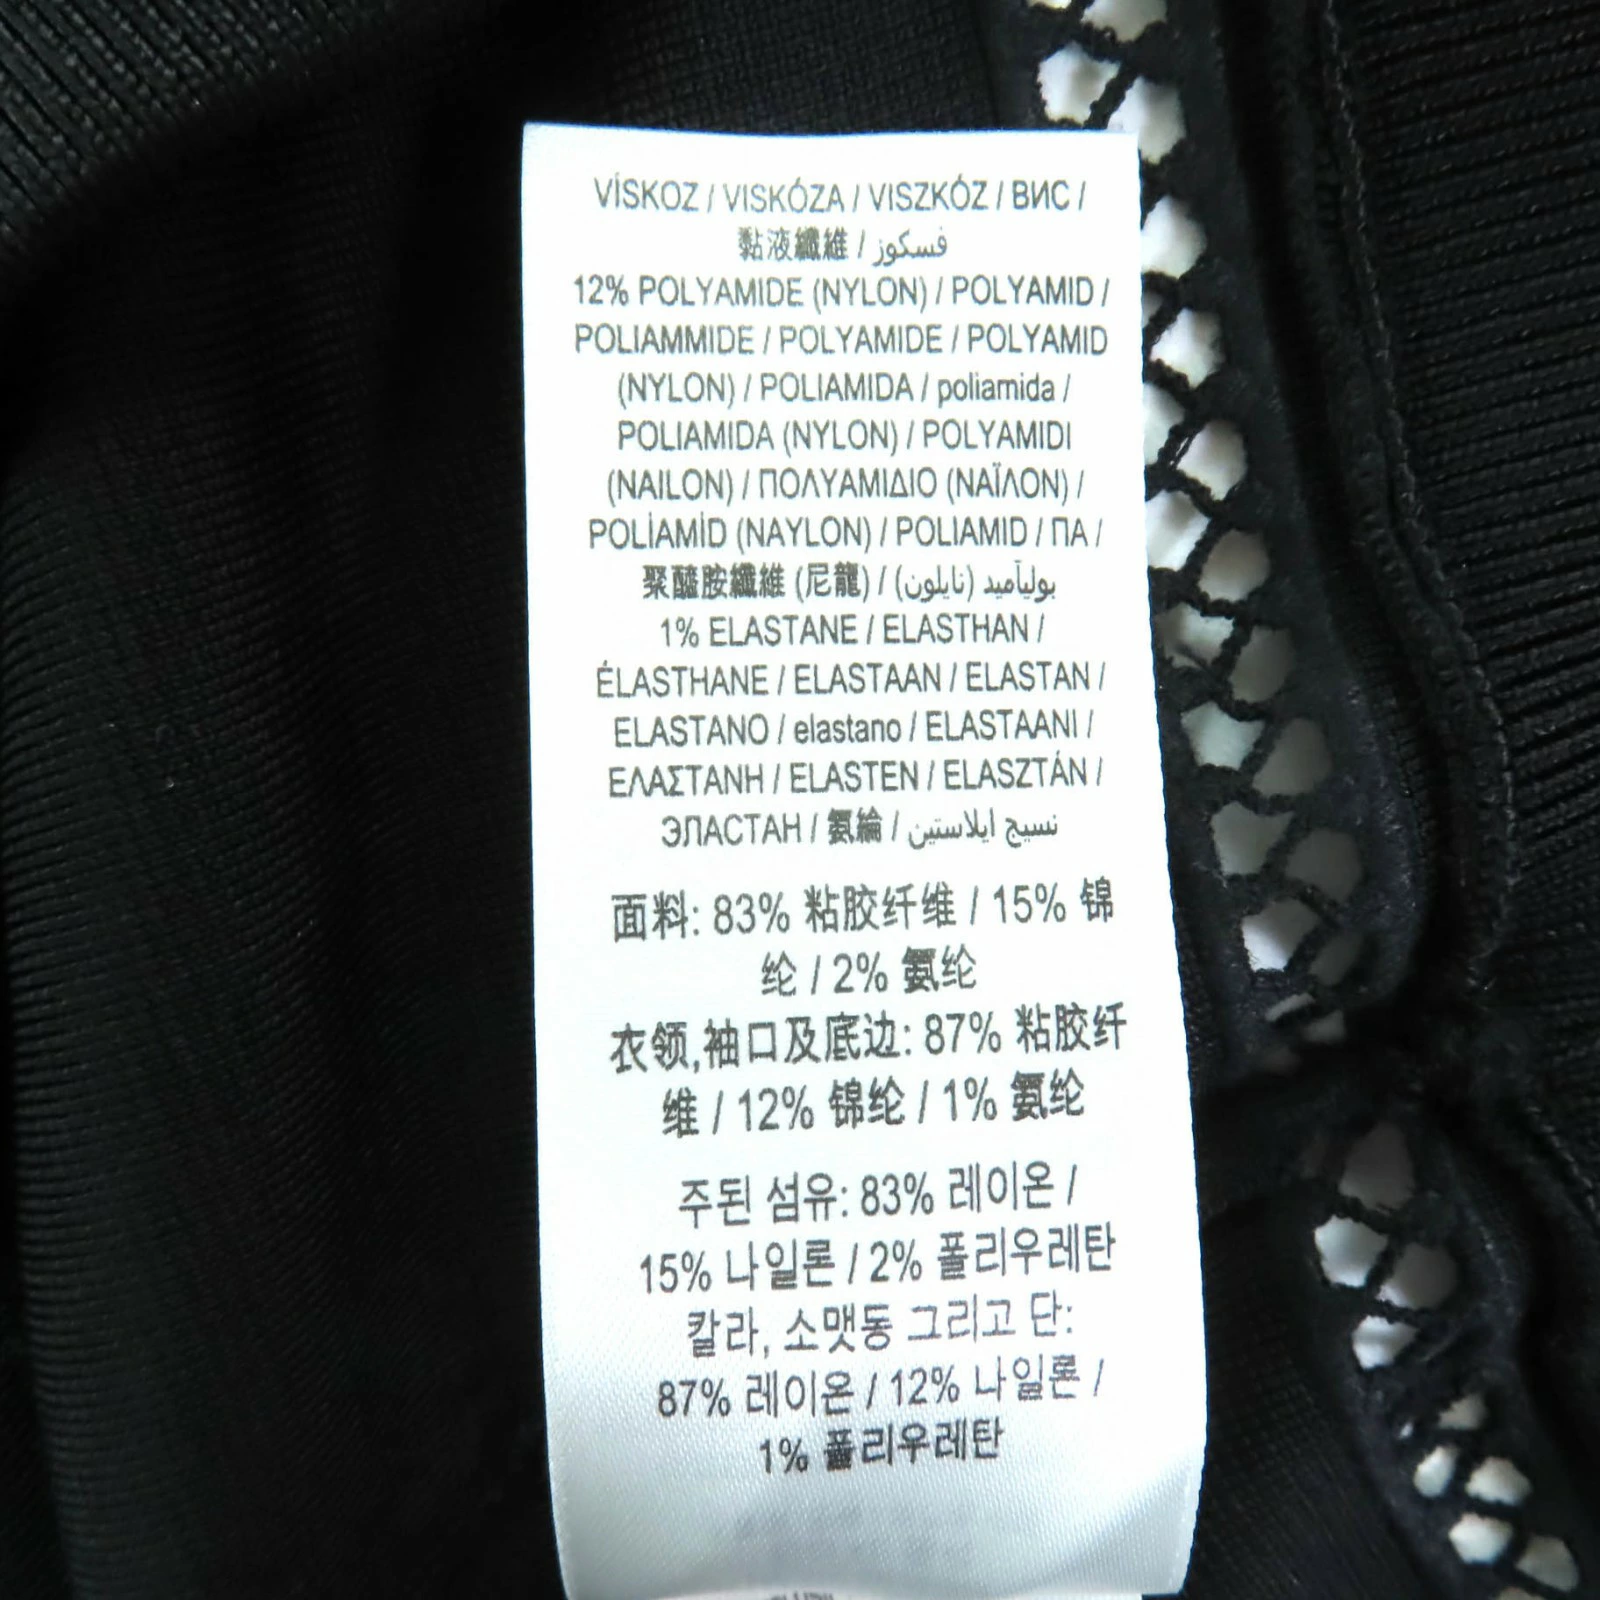 VİSKOZ / VISKÓZA / VISZKÓZ / ВИС /
黏液纖維 / فسكوز
12% POLYAMIDE (NYLON) / POLYAMID /
POLIAMMIDE / POLYAMIDE / POLYAMID
(NYLON) / POLIAMIDA / poliamida /
POLIAMIDA (NYLON) / POLYAMIDI
(NAILON) / ΠΟΛΥΑΜΙΔΙΟ (ΝΑΪΛΟΝ) /
POLİAMİD (NAYLON) / POLIAMID / ПА /
聚醯胺纖維 (尼龍) / بوليآميد (نايلون)
1% ELASTANE / ELASTHAN /
ÉLASTHANE / ELASTAAN / ELASTAN /
ELASTANO / elastano / ELASTAANI /
ΕΛΑΣΤΑΝΗ / ELASTEN / ELASZTÁN /
ЭЛАСТАН / 氨綸 / نسيج ايلاستين
面料: 83% 粘胶纤维 / 15% 锦
纶 / 2% 氨纶
衣领,袖口及底边: 87% 粘胶纤
维 / 12% 锦纶 / 1% 氨纶
주된 섬유: 83% 레이온 /
15% 나일론 / 2% 폴리우레탄
칼라, 소맷동 그리고 단:
87% 레이온 / 12% 나일론 /
1% 폴리우레탄